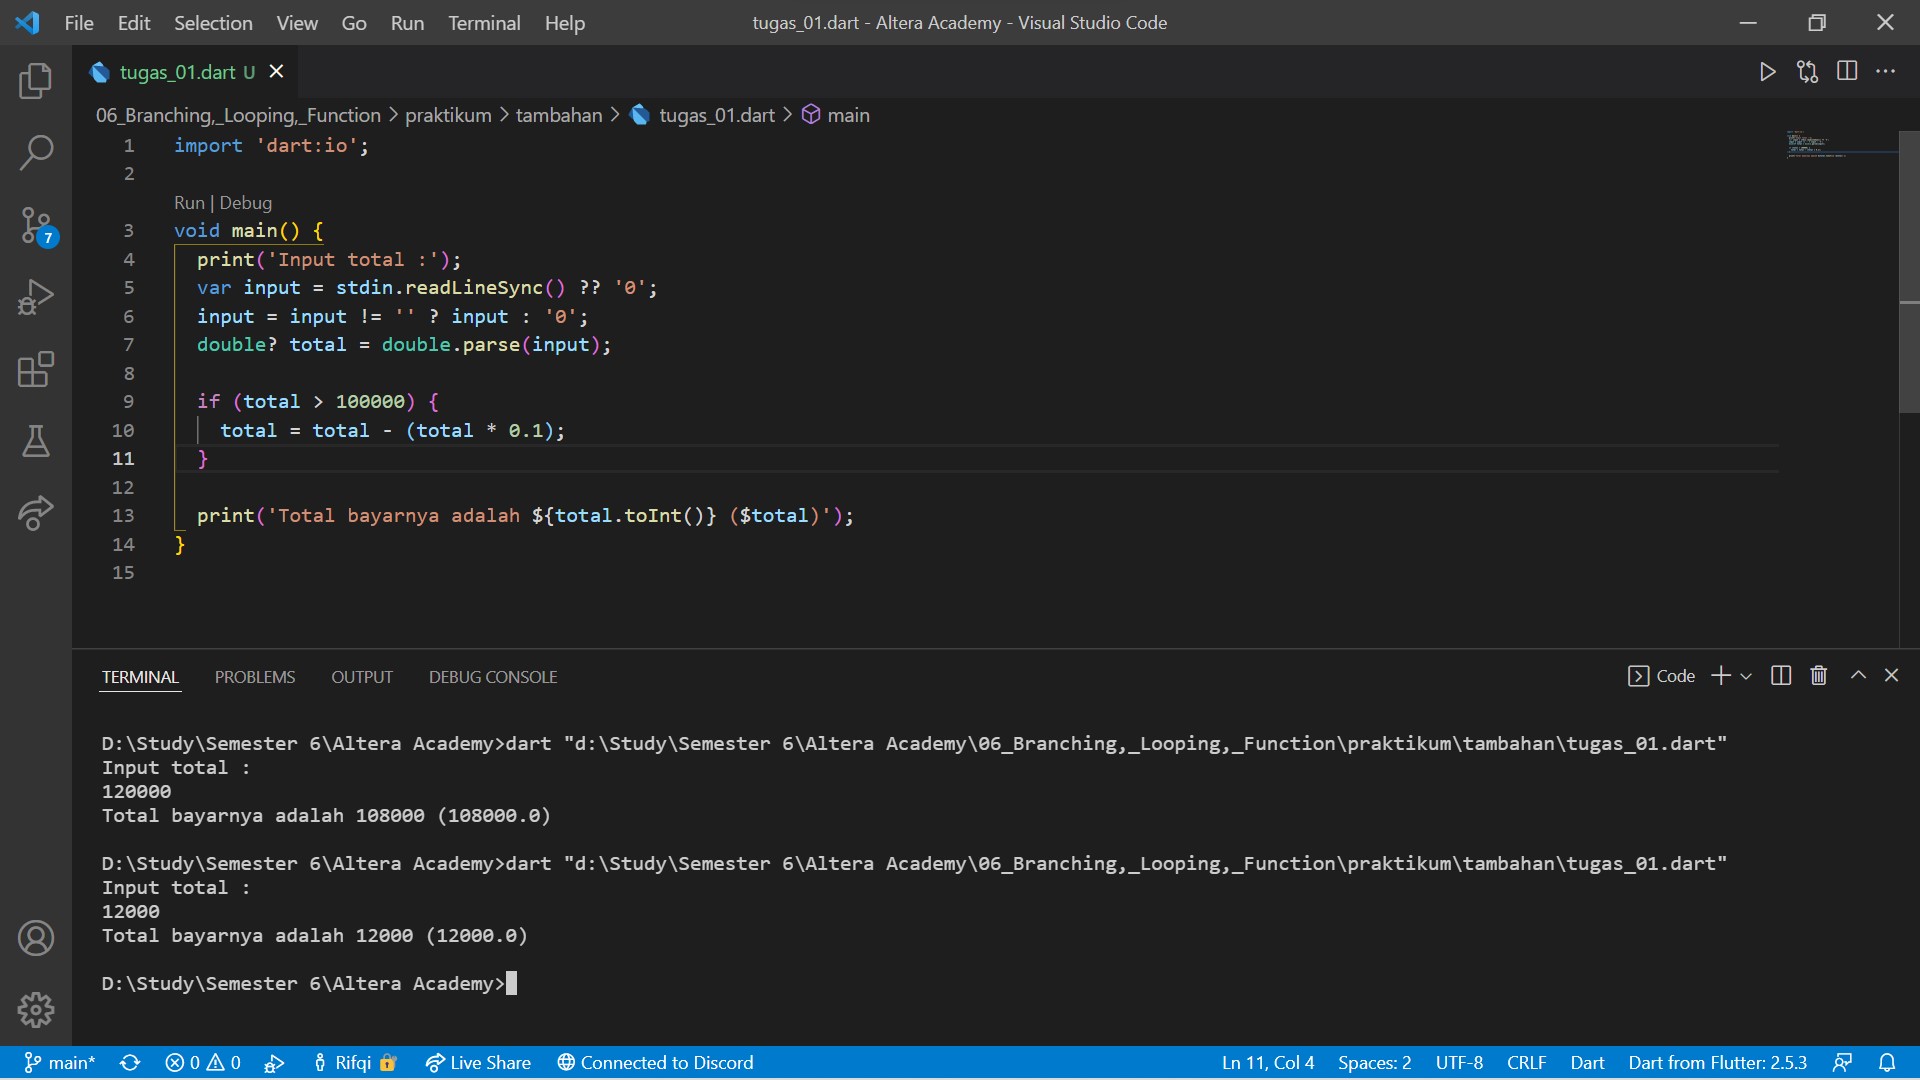 File Edit Selection View Go Run Terminal Help
tugas_01.dart - Altera Academy - Visual Studio Code
tugas_01.dart U
06_Branching,_Looping,_Function > praktikum > tambahan > tugas_01.dart > main
1 import 'dart:io';
2
Run | Debug
3 void main() {
4 print('Input total :');
5 var input = stdin.readLineSync() ?? '0';
6 input = input != '' ? input : '0';
7 double? total = double.parse(input);
8
9 if (total > 100000) {
10 total = total - (total * 0.1);
11 }
12
13 print('Total bayarnya adalah ${total.toInt()} ($total)');
14 }
15
7
TERMINAL PROBLEMS OUTPUT DEBUG CONSOLE
Code
D:\Study\Semester 6\Altera Academy>dart "d:\Study\Semester 6\Altera Academy\06_Branching,_Looping,_Function\praktikum\tambahan\tugas_01.dart"
Input total :
120000
Total bayarnya adalah 108000 (108000.0)
D:\Study\Semester 6\Altera Academy>dart "d:\Study\Semester 6\Altera Academy\06_Branching,_Looping,_Function\praktikum\tambahan\tugas_01.dart"
Input total :
12000
Total bayarnya adalah 12000 (12000.0)
D:\Study\Semester 6\Altera Academy>
main* 0 0 Rifqi Live Share Connected to Discord Ln 11, Col 4 Spaces: 2 UTF-8 CRLF Dart Dart from Flutter: 2.5.3